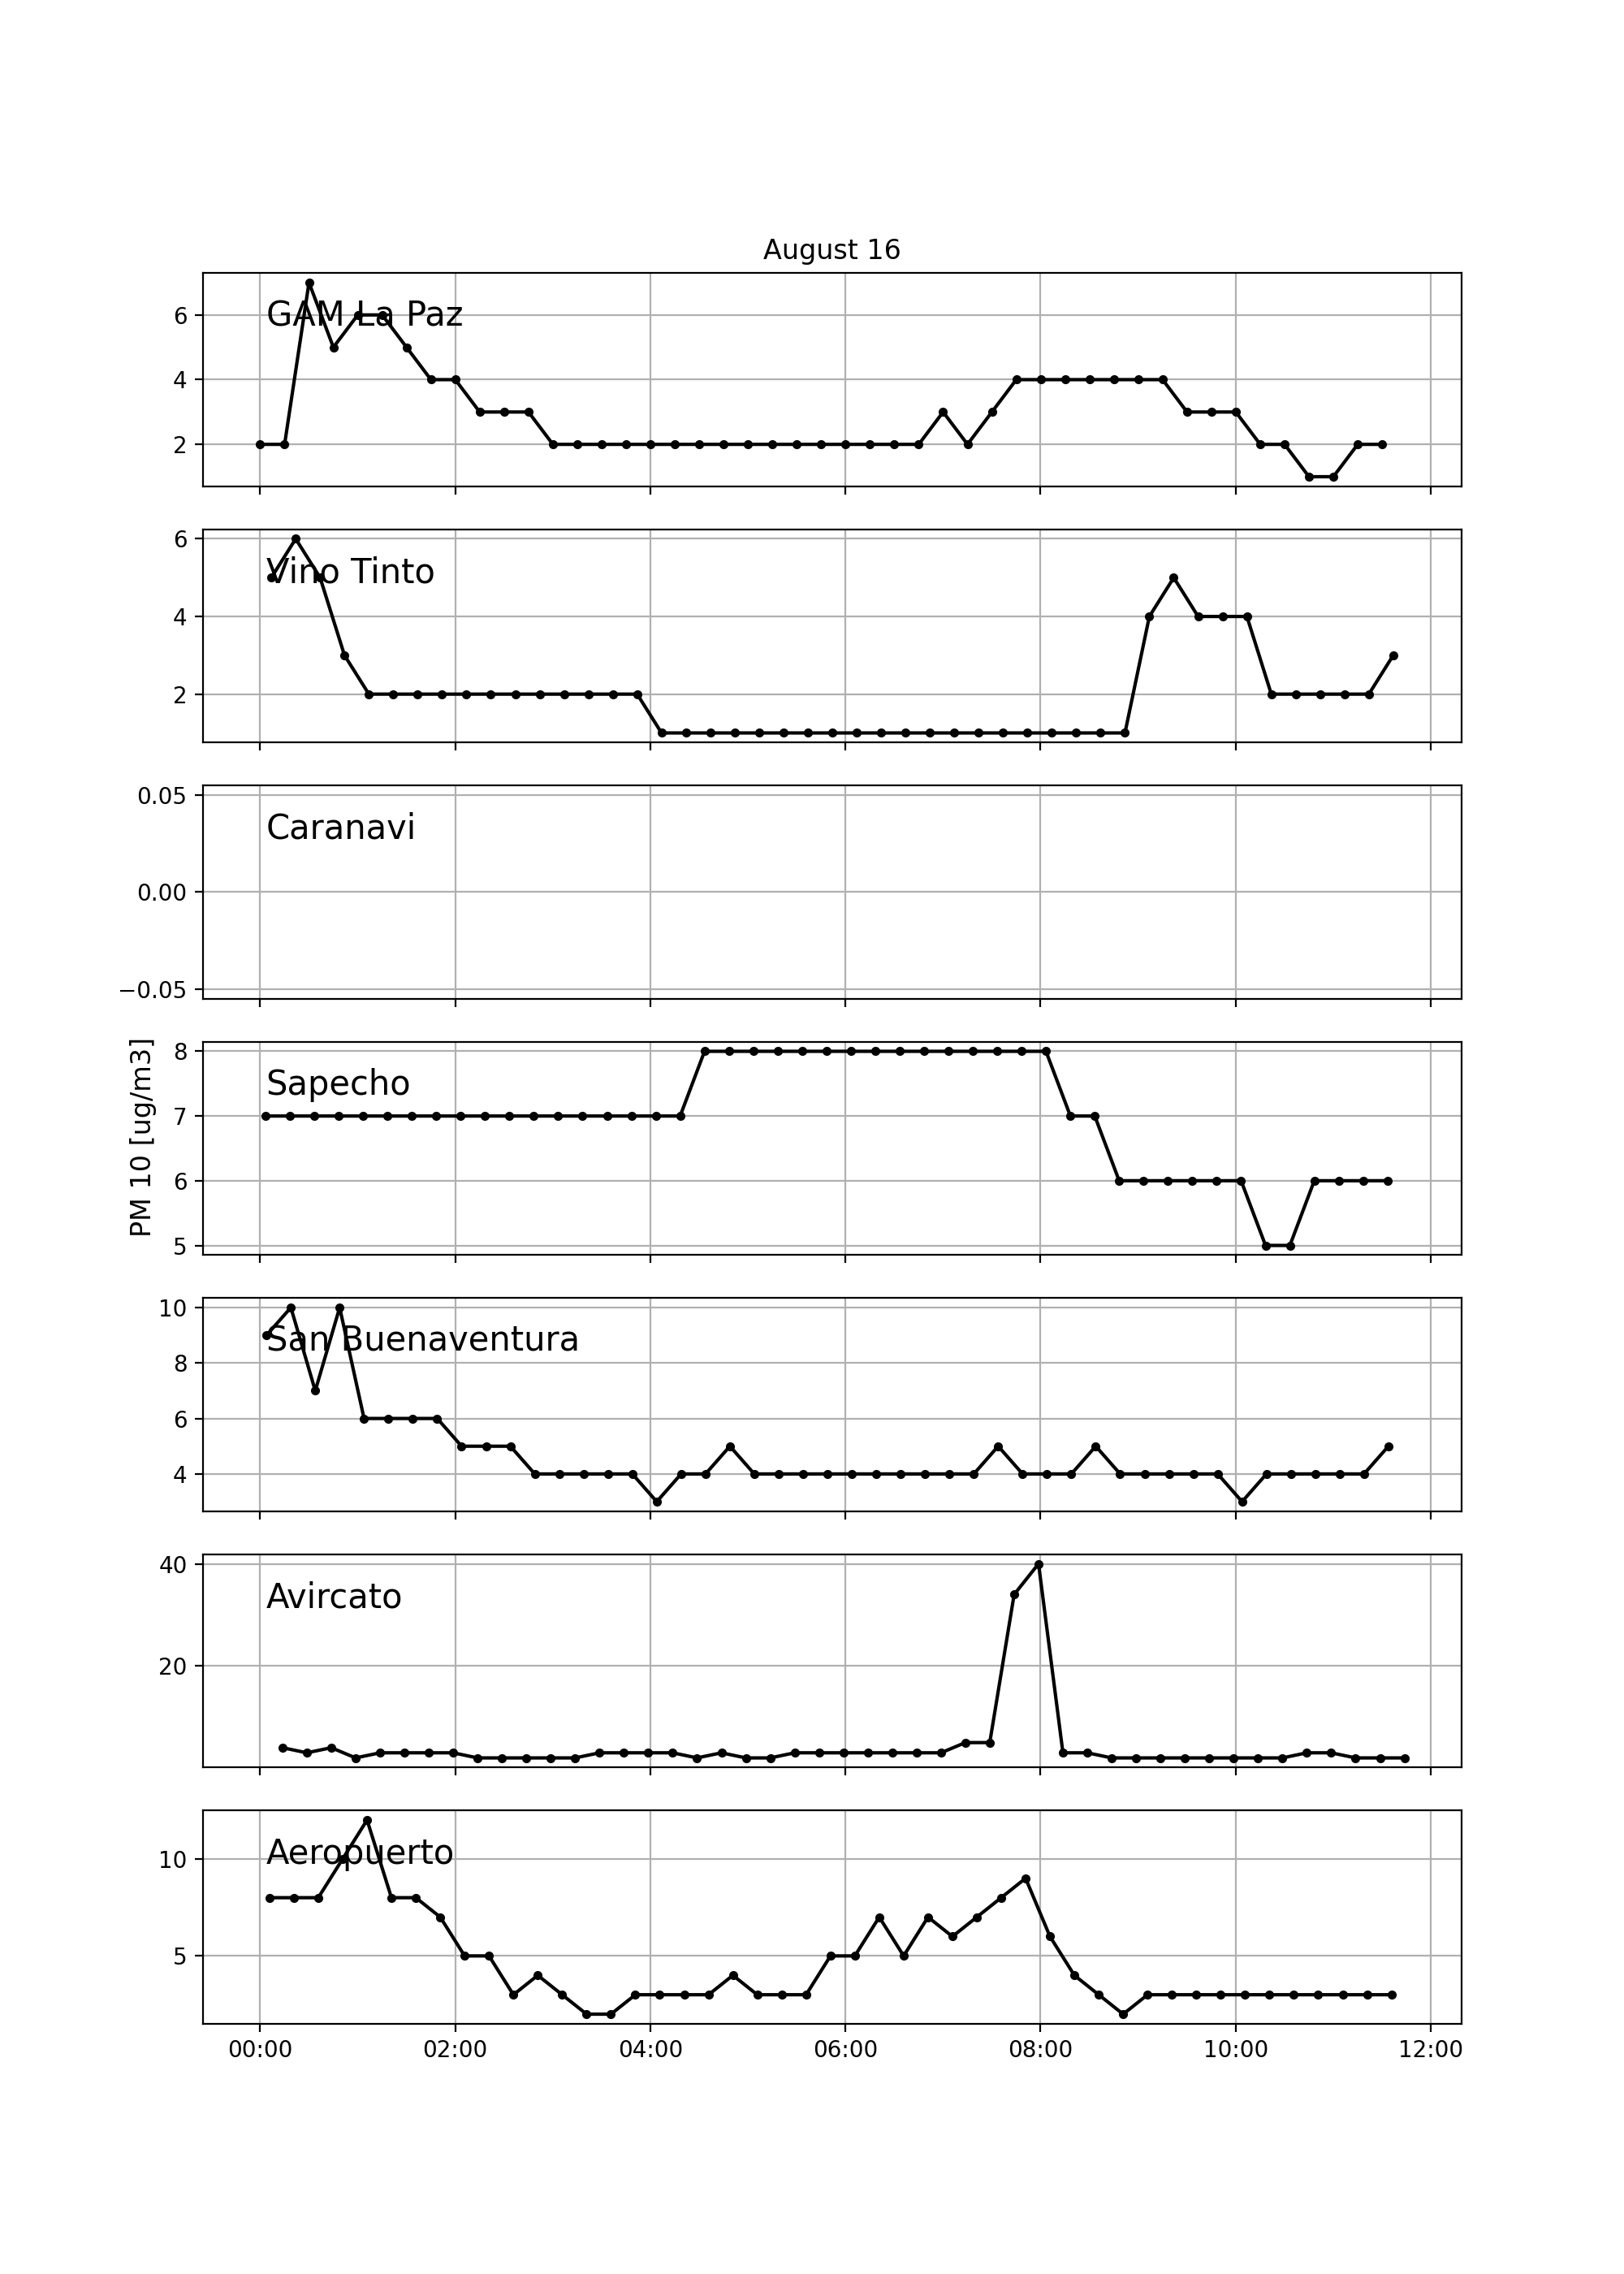 August 16
GAM La Paz
6
4
2
Vino Tinto
6
4
2
Caranavi
0.05
0.00
−0.05
PM 10 [ug/m3]
Sapecho
8
7
6
5
San Buenaventura
10
8
6
4
Avircato
40
20
Aeropuerto
10
5
00:00 02:00 04:00 06:00 08:00 10:00 12:00